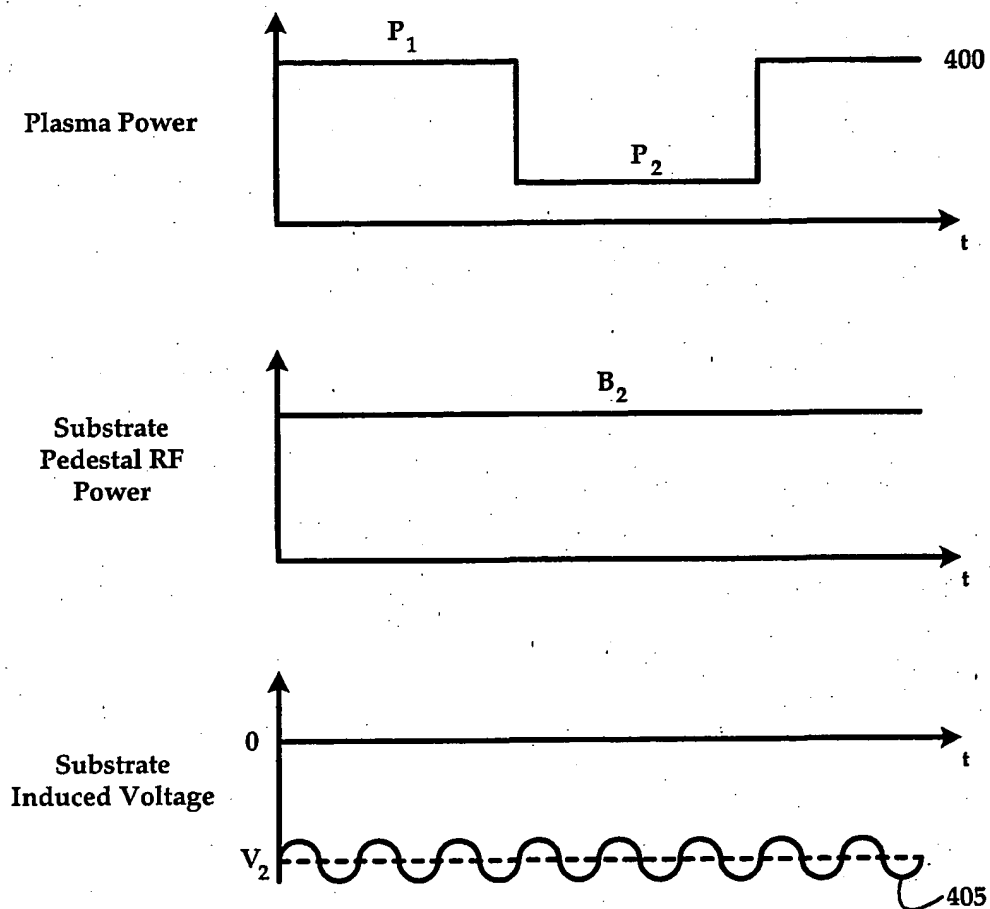 P₁
400
Plasma Power
P₂
t
B₂
Substrate
Pedestal RF
Power
t
0
t
Substrate
Induced Voltage
V₂
405